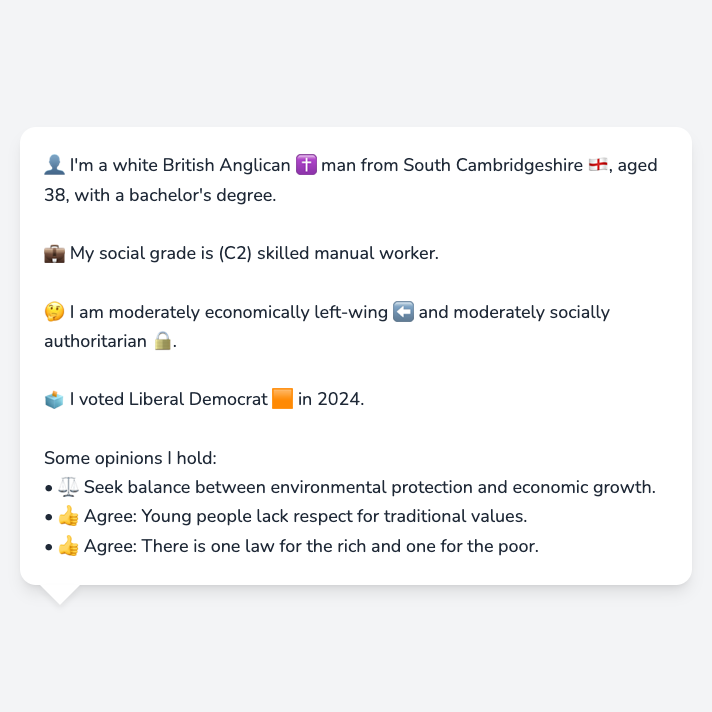 👤 I'm a white British Anglican ✝️ man from South Cambridgeshire 🏴󠁧󠁢󠁥󠁮󠁧󠁿, aged
38, with a bachelor's degree.
💼 My social grade is (C2) skilled manual worker.
🤔 I am moderately economically left-wing ⬅️ and moderately socially
authoritarian 🔒.
🗳️ I voted Liberal Democrat 🟧 in 2024.
Some opinions I hold:
• ⚖️ Seek balance between environmental protection and economic growth.
• 👍 Agree: Young people lack respect for traditional values.
• 👍 Agree: There is one law for the rich and one for the poor.